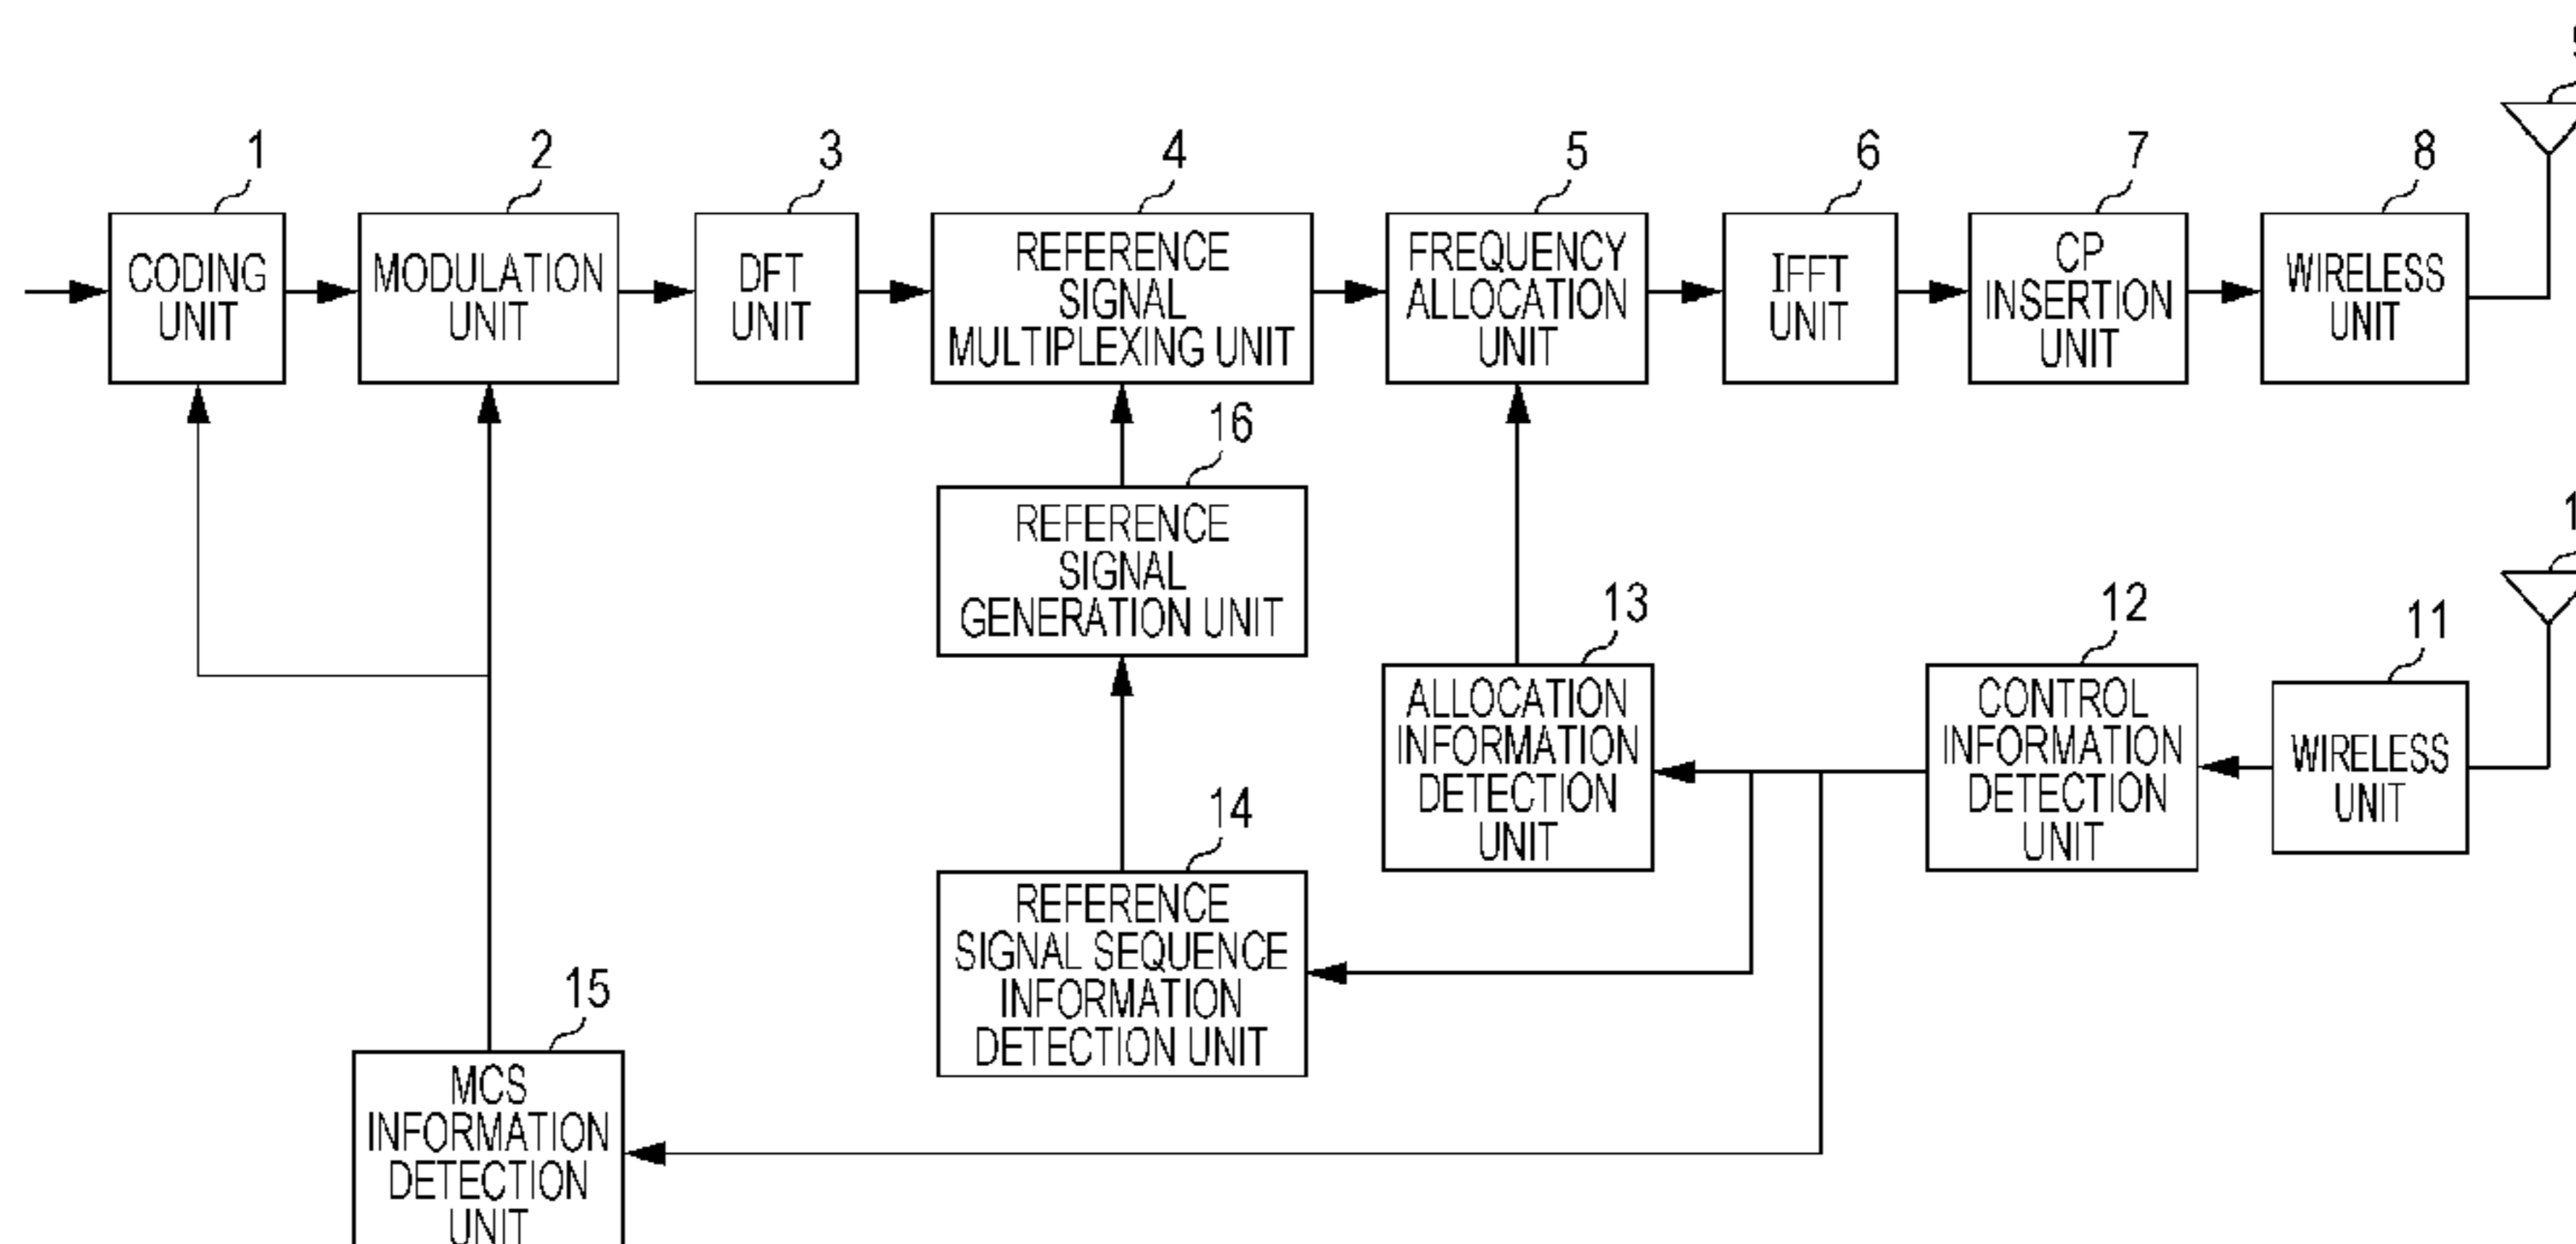 1
2
3
4
5
6
7
8
CODING
UNIT
MODULATION
UNIT
DFT
UNIT
REFERENCE
SIGNAL
MULTIPLEXING UNIT
FREQUENCY
ALLOCATION
UNIT
IFFT
UNIT
CP
INSERTION
UNIT
WIRELESS
UNIT
16
REFERENCE
SIGNAL
GENERATION UNIT
13
12
11
ALLOCATION
INFORMATION
DETECTION
UNIT
CONTROL
INFORMATION
DETECTION
UNIT
WIRELESS
UNIT
14
REFERENCE
SIGNAL SEQUENCE
INFORMATION
DETECTION UNIT
15
MCS
INFORMATION
DETECTION
UNIT